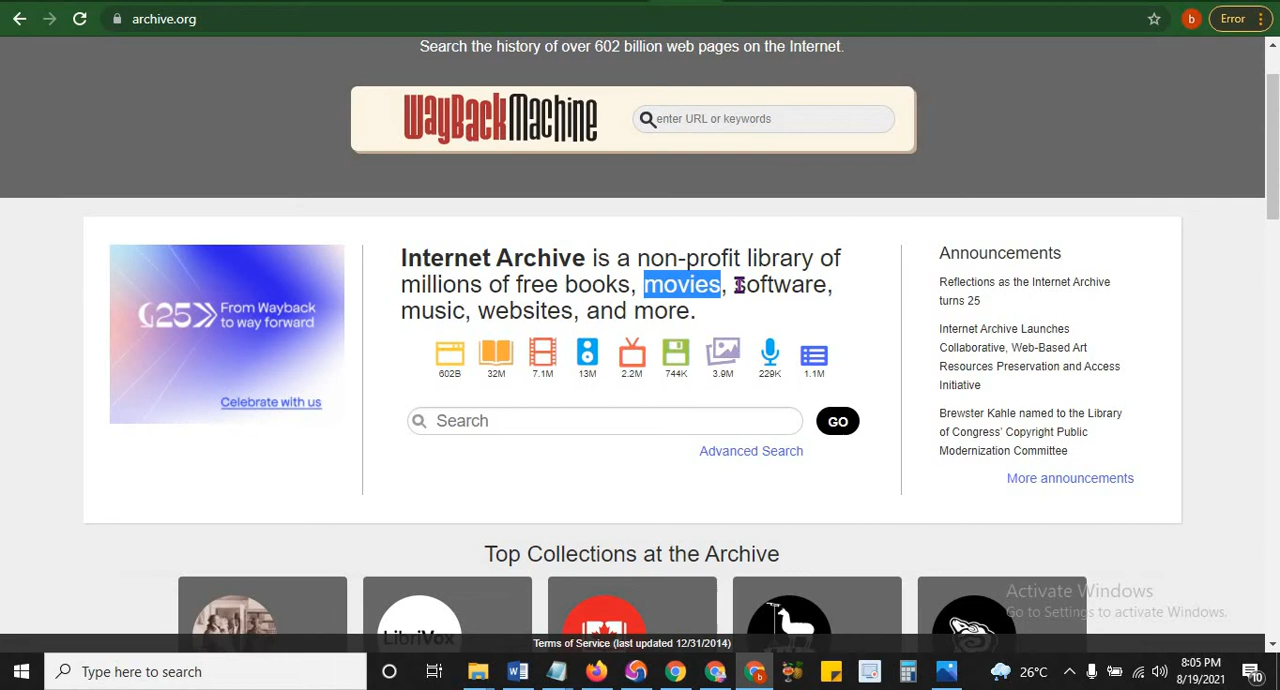 archive.org
b
Error
Search the history of over 602 billion web pages on the Internet.
WayBackMachine
enter URL or keywords
Internet Archive is a non-profit library of
millions of free books, movies, software,
music, websites, and more.
25
From Wayback
to way forward
Celebrate with us
602B
32M
7.1M
13M
2.2M
744K
3.9M
229K
1.1M
Search
GO
Advanced Search
Announcements
Reflections as the Internet Archive
turns 25
Internet Archive Launches
Collaborative, Web-Based Art
Resources Preservation and Access
Initiative
Brewster Kahle named to the Library
of Congress' Copyright Public
Modernization Committee
More announcements
Top Collections at the Archive
LibriVox
Activate Windows
Go to Settings to activate Windows.
Terms of Service (last updated 12/31/2014)
Type here to search
b
26°C
8:05 PM
8/19/2021
10